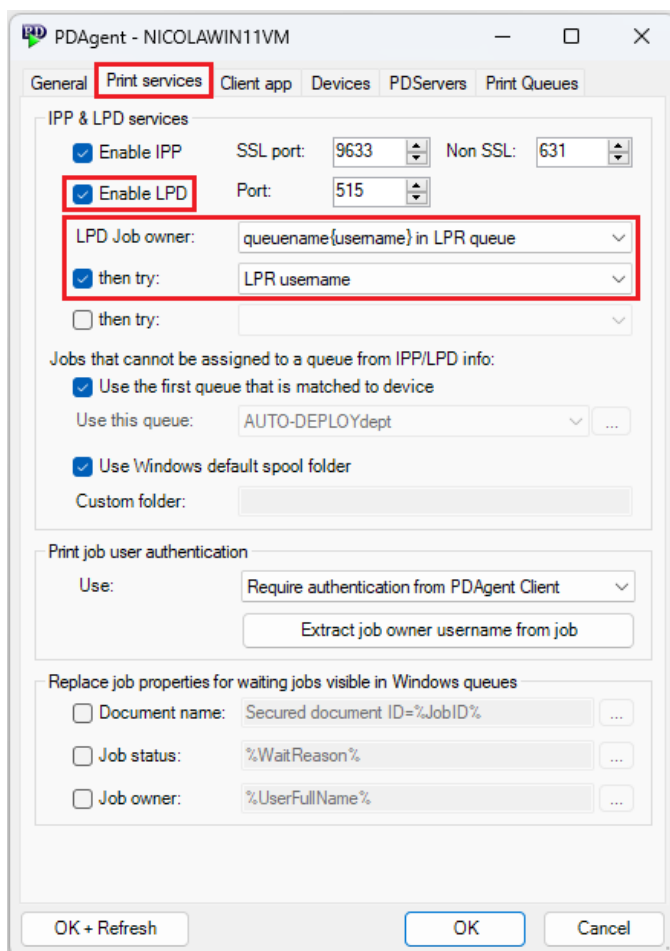 PDAgent - NICOLAWIN11VM
General Print services Client app Devices PDServers Print Queues
IPP & LPD services
Enable IPP SSL port: 9633 Non SSL: 631
Enable LPD Port: 515
LPD Job owner: queuename{username} in LPR queue
then try: LPR username
then try:
Jobs that cannot be assigned to a queue from IPP/LPD info:
Use the first queue that is matched to device
Use this queue: AUTO-DEPLOYdept ...
Use Windows default spool folder
Custom folder:
Print job user authentication
Use: Require authentication from PDAgent Client
Extract job owner username from job
Replace job properties for waiting jobs visible in Windows queues
Document name: Secured document ID=%JobID% ...
Job status: %WaitReason% ...
Job owner: %UserFullName% ...
OK + Refresh OK Cancel